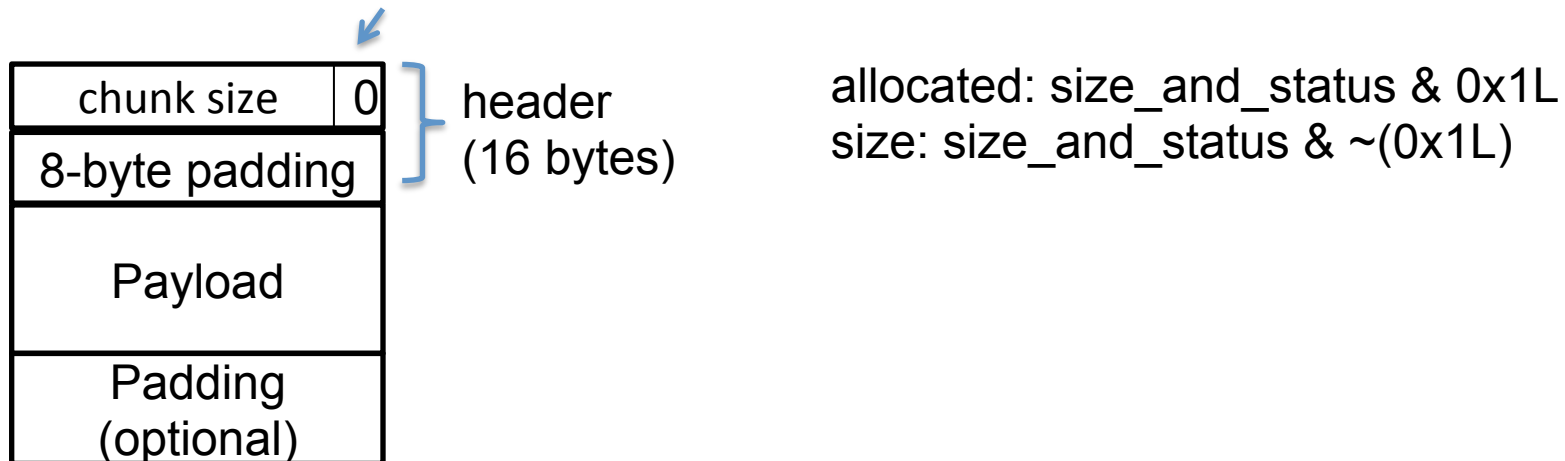 chunk size 0
8-byte padding
Payload
Padding
(optional)
header
(16 bytes)
allocated: size_and_status & 0x1L
size: size_and_status & ~(0x1L)